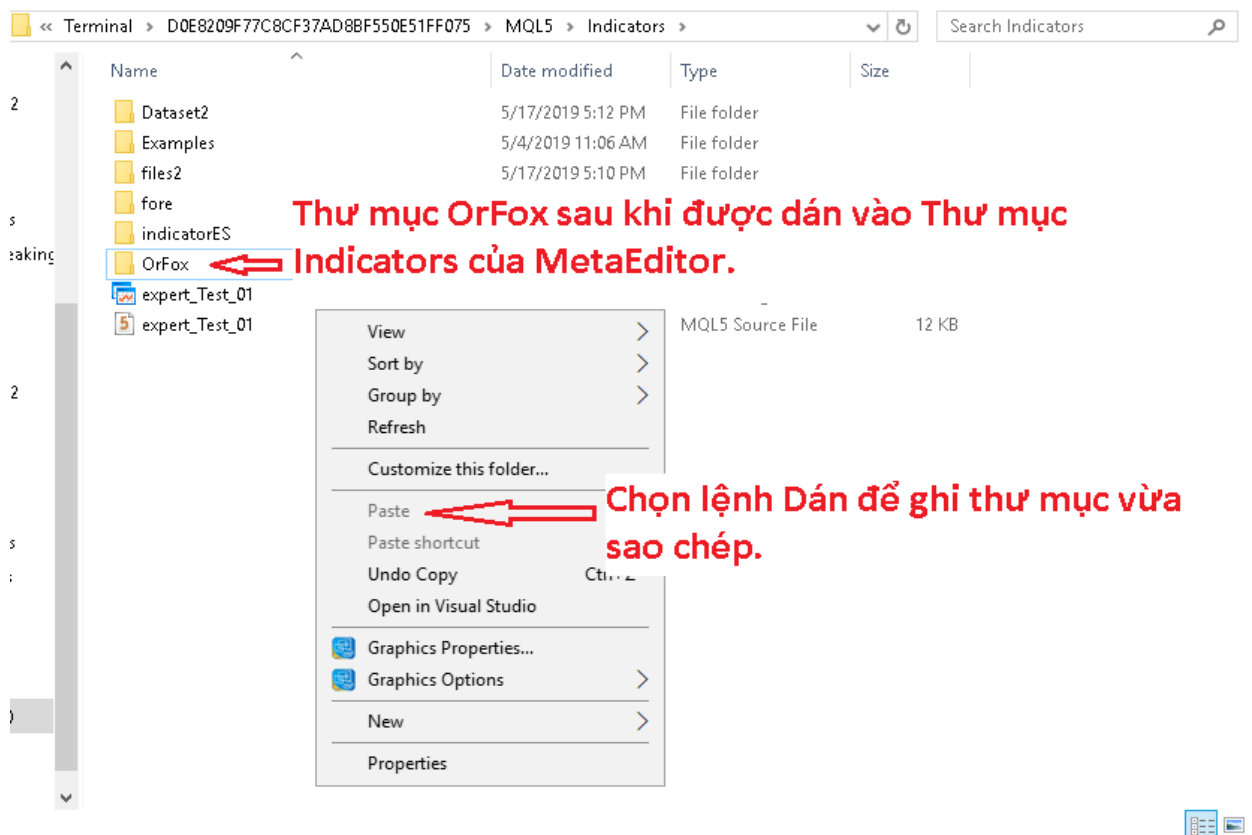 « Terminal > D0E8209F77C8CF37AD8BF550E51FF075 > MQL5 > Indicators > Search Indicators
Name Date modified Type Size
2
Dataset2 5/17/2019 5:12 PM File folder
Examples 5/4/2019 11:06 AM File folder
files2 5/17/2019 5:10 PM File folder
fore
indicatorES
OrFox
Thư mục OrFox sau khi được dán vào Thư mục
Indicators của MetaEditor.
expert_Test_01
expert_Test_01 MQL5 Source File 12 KB
2
View
Sort by
Group by
Refresh
Customize this folder...
Paste
Paste shortcut
Undo Copy
Open in Visual Studio
Graphics Properties...
Graphics Options
New
Properties
Chọn lệnh Dán để ghi thư mục vừa
sao chép.